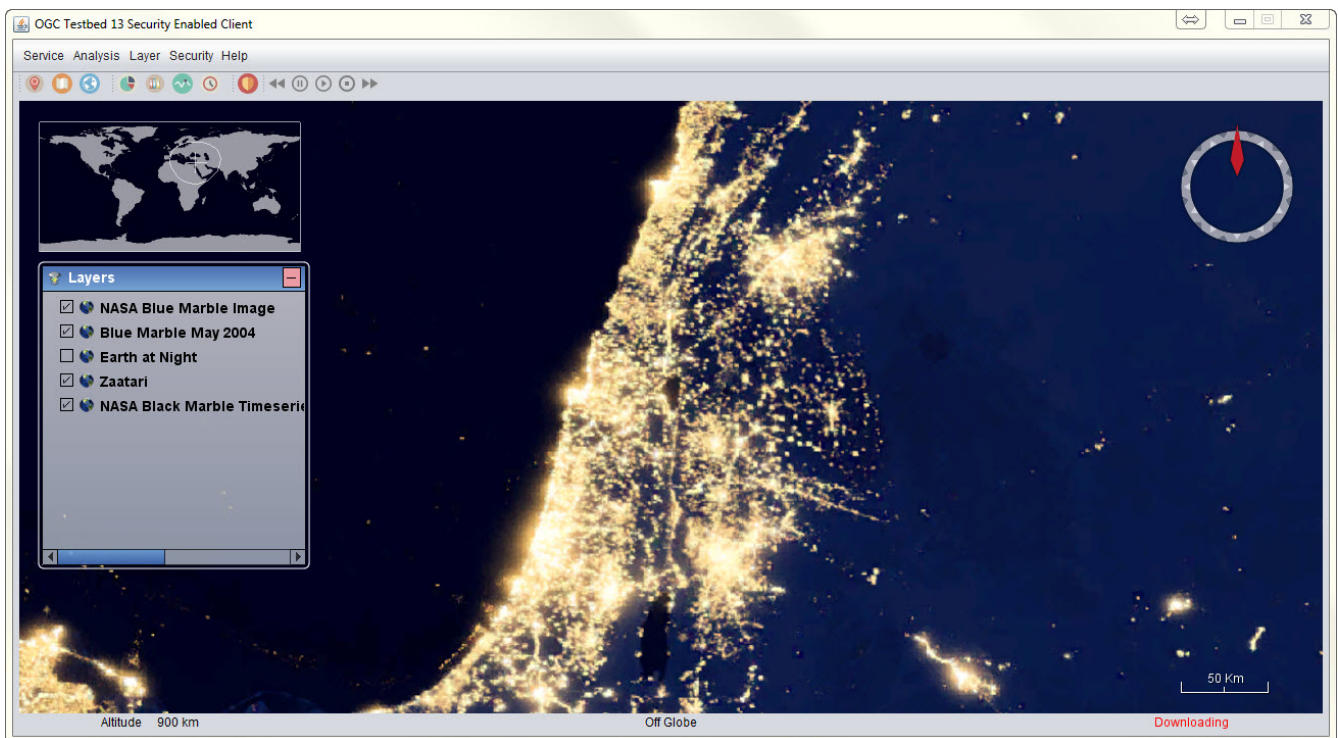 OGC Testbed 13 Security Enabled Client
Service Analysis Layer Security Help
Layers
NASA Blue Marble Image
Blue Marble May 2004
Earth at Night
Zaatari
NASA Black Marble Timeserie
50 Km
Altitude 900 km
Off Globe
Downloading